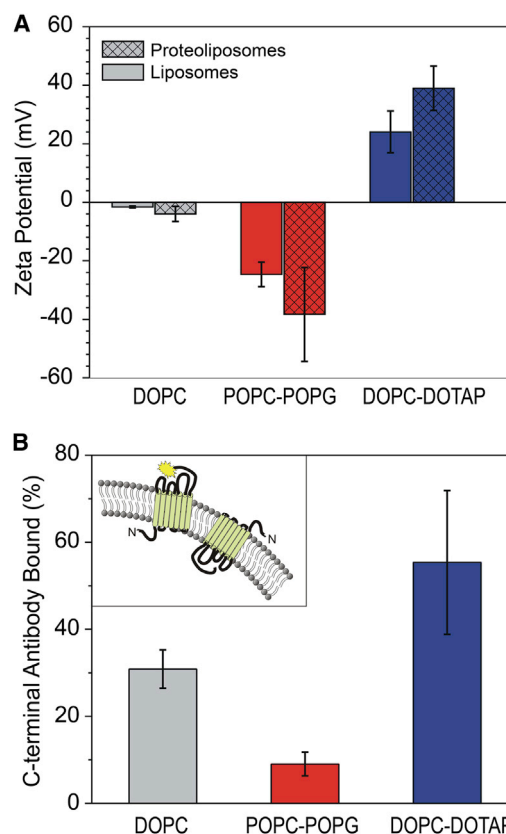 A
Zeta Potential (mV)
60
40
20
0
-20
-40
-60
Proteoliposomes
Liposomes
DOPC
POPC-POPG
DOPC-DOTAP
B
C-terminal Antibody Bound (%)
80
60
40
20
0
N
N
DOPC
POPC-POPG
DOPC-DOTAP